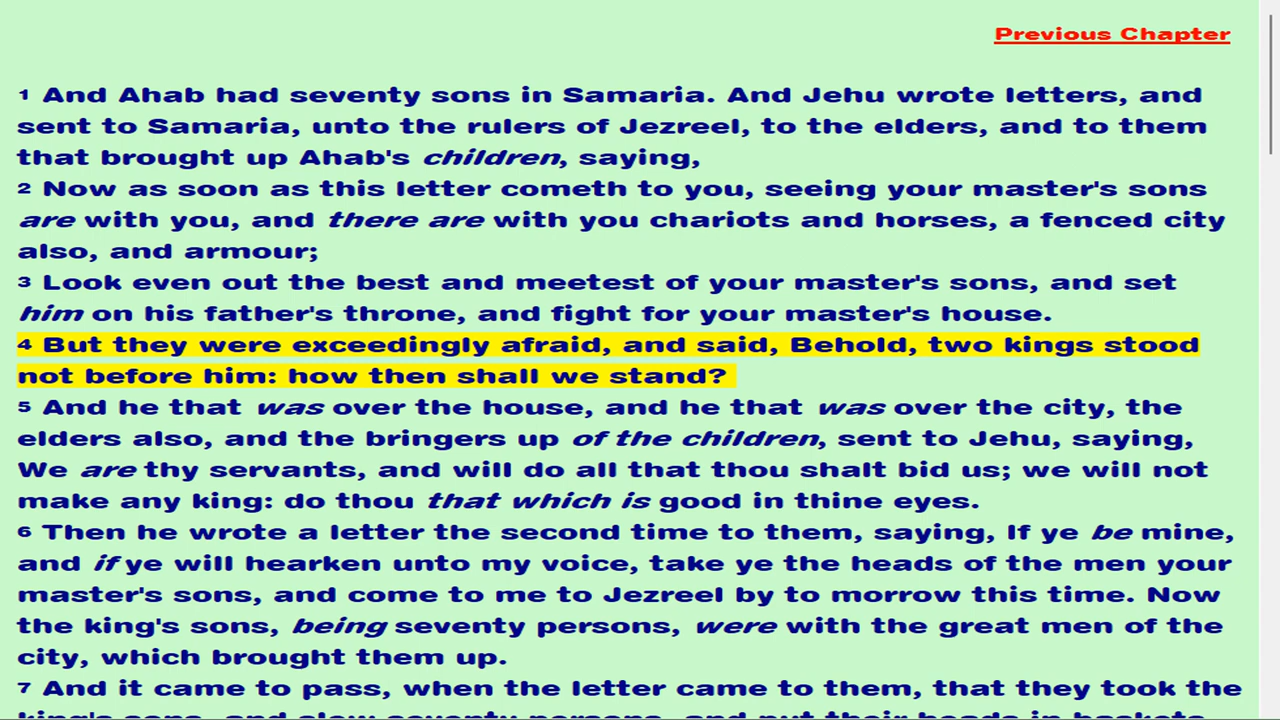 Previous Chapter
1 And Ahab had seventy sons in Samaria. And Jehu wrote letters, and
sent to Samaria, unto the rulers of Jezreel, to the elders, and to them
that brought up Ahab's children, saying,
2 Now as soon as this letter cometh to you, seeing your master's sons
are with you, and there are with you chariots and horses, a fenced city
also, and armour;
3 Look even out the best and meetest of your master's sons, and set
him on his father's throne, and fight for your master's house.
4 But they were exceedingly afraid, and said, Behold, two kings stood
not before him: how then shall we stand?
5 And he that was over the house, and he that was over the city, the
elders also, and the bringers up of the children, sent to Jehu, saying,
We are thy servants, and will do all that thou shalt bid us; we will not
make any king: do thou that which is good in thine eyes.
6 Then he wrote a letter the second time to them, saying, If ye be mine,
and if ye will hearken unto my voice, take ye the heads of the men your
master's sons, and come to me to Jezreel by to morrow this time. Now
the king's sons, being seventy persons, were with the great men of the
city, which brought them up.
7 And it came to pass, when the letter came to them, that they took the
king's sons, and slew seventy persons, and put their heads in baskets,